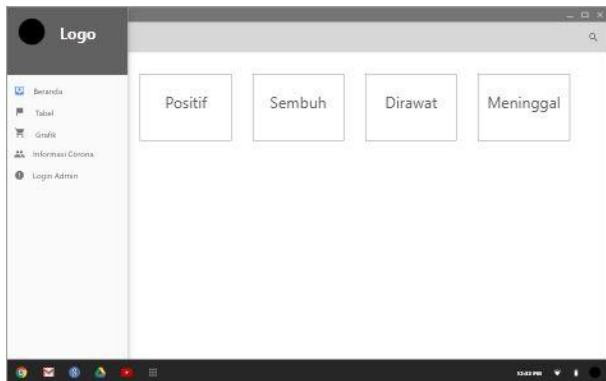 Logo
Beranda
Tabel
Grafik
Informasi Corona
Login Admin
Positif
Sembuh
Dirawat
Meninggal